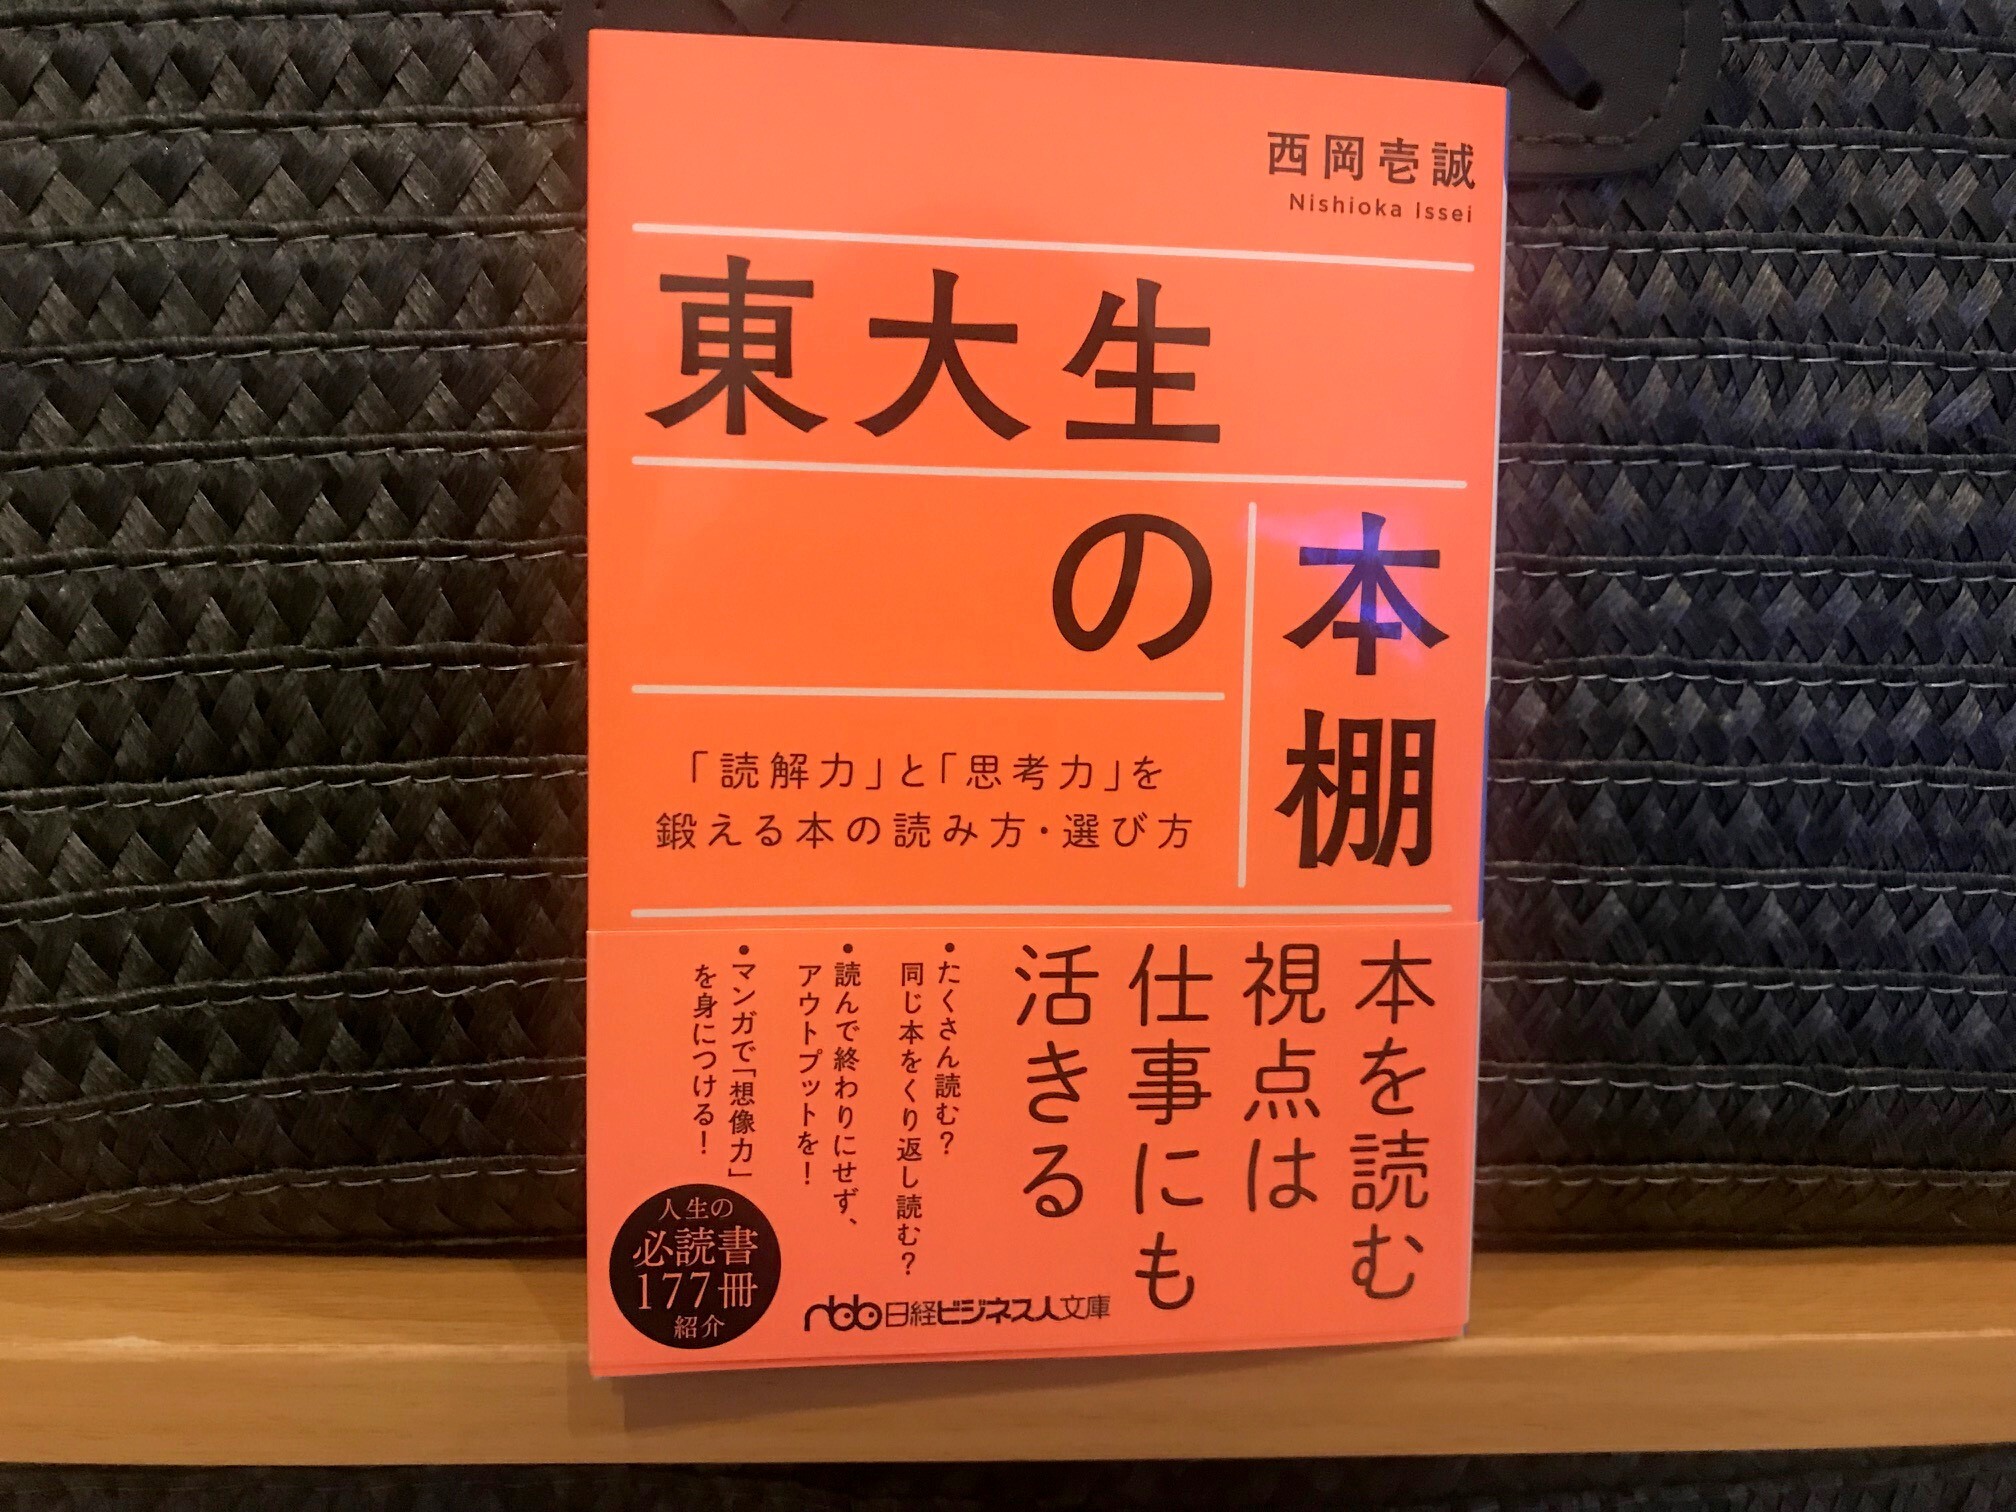 西岡壱誠
Nishioka Issei
東大生
の
本棚
「読解力」と「思考力」を
鍛える本の読み方・選び方
本を読む
視点は
仕事にも
活きる
・たくさん読む？
同じ本をくり返し読む？
・読んで終わりにせず、
アウトプットを！
・マンガで「想像力」
を身につける！
人生の
必読書
177冊
紹介
nbb日経ビジネス人文庫